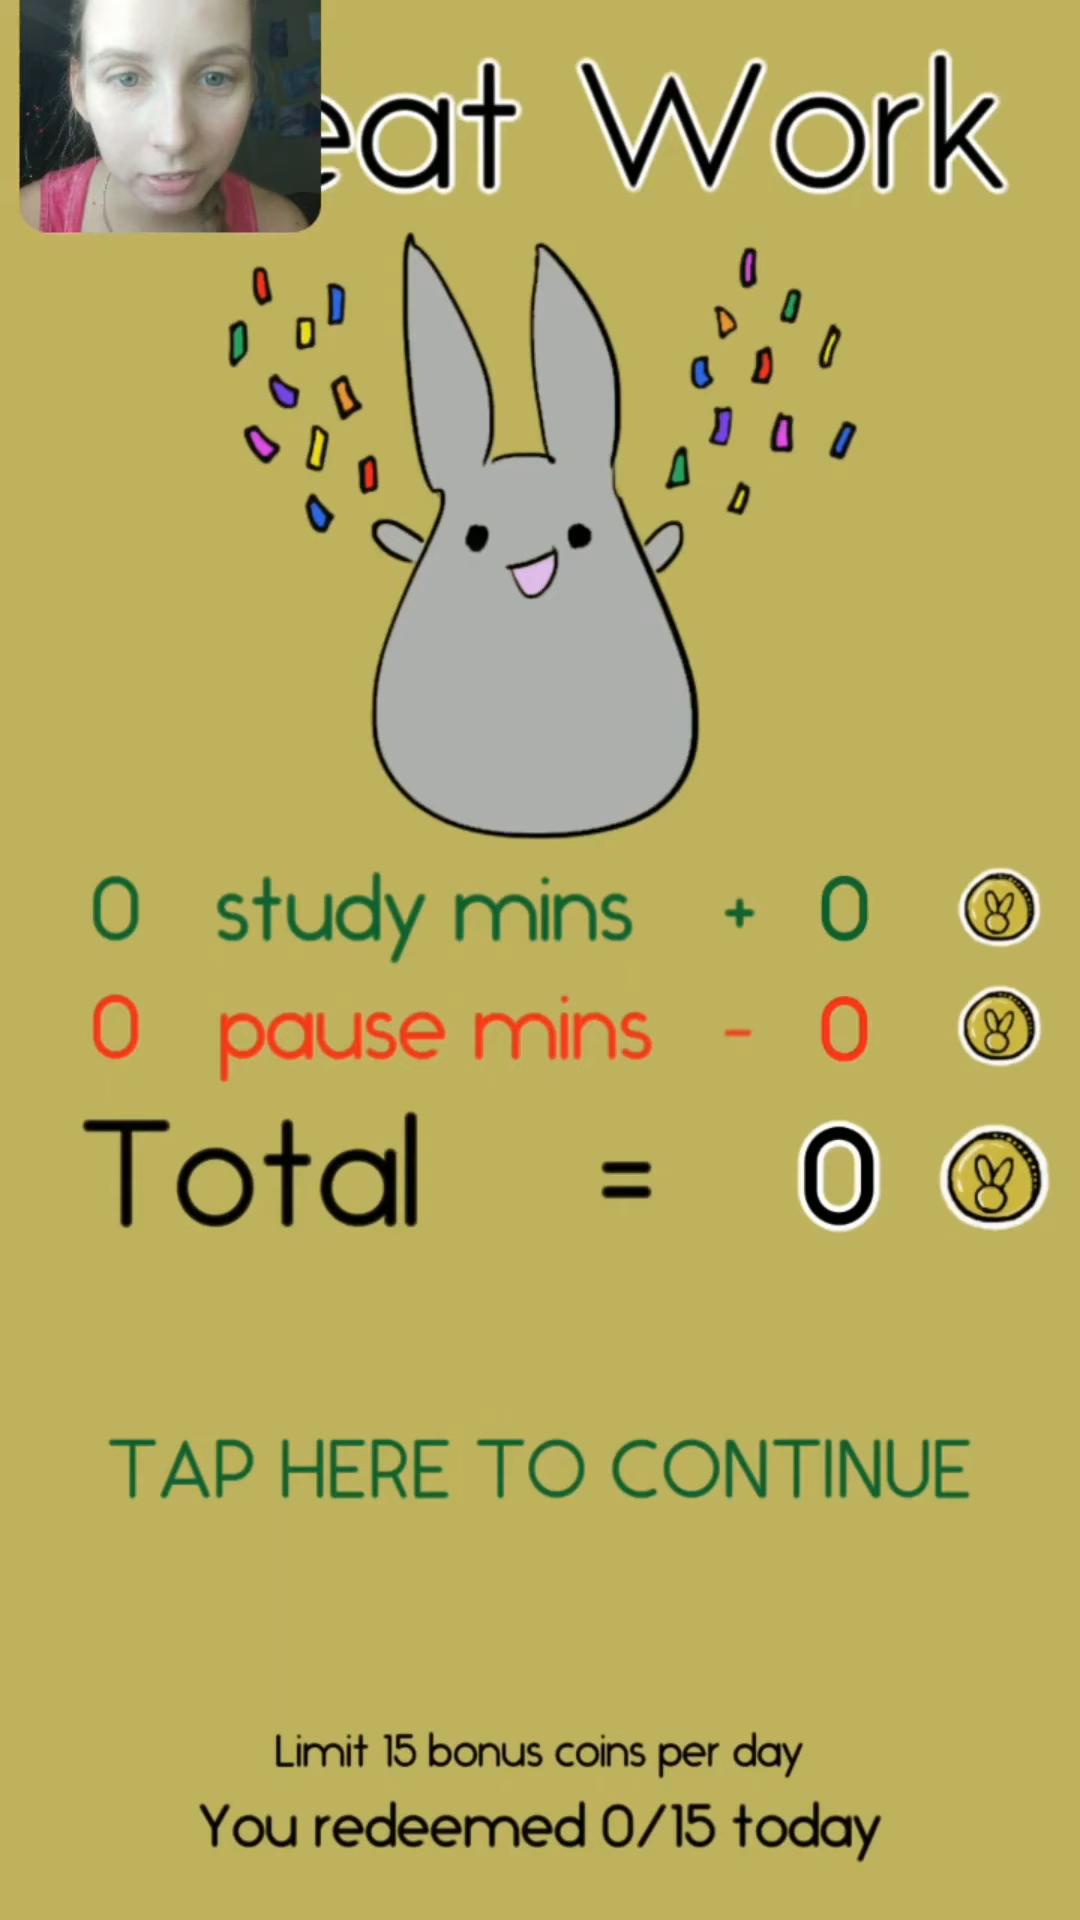 eat Work
0 study mins + 0
0 pause mins - 0
Total = 0
TAP HERE TO CONTINUE
Limit 15 bonus coins per day
You redeemed 0/15 today